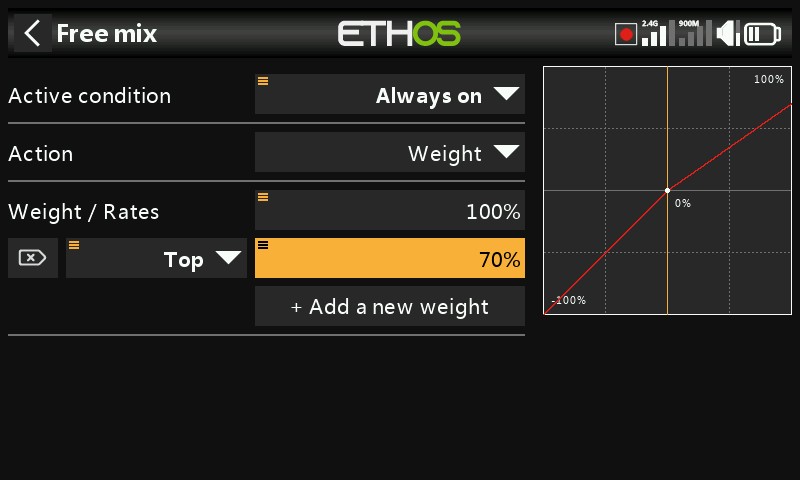 Free mix
ETHOS
2.4G 900M
Active condition Always on
Action Weight
Weight / Rates 100%
Top 70%
+ Add a new weight
100%
0%
-100%